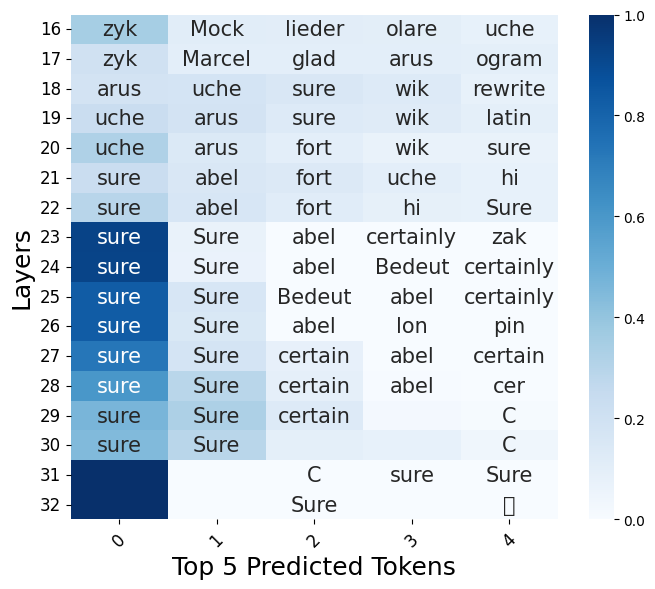 16 zyk Mock lieder olare uche
17 zyk Marcel glad arus ogram
18 arus uche sure wik rewrite
19 uche arus sure wik latin
20 uche arus fort wik sure
21 sure abel fort uche hi
22 sure abel fort hi Sure
23 sure Sure abel certainly zak
24 sure Sure abel Bedeut certainly
25 sure Sure Bedeut abel certainly
26 sure Sure abel lon pin
27 sure Sure certain abel certain
28 sure Sure certain abel cer
29 sure Sure certain C
30 sure Sure C
31 C sure Sure
32 Sure
0 1 2 3 4
Top 5 Predicted Tokens
Layers
1.0
0.8
0.6
0.4
0.2
0.0